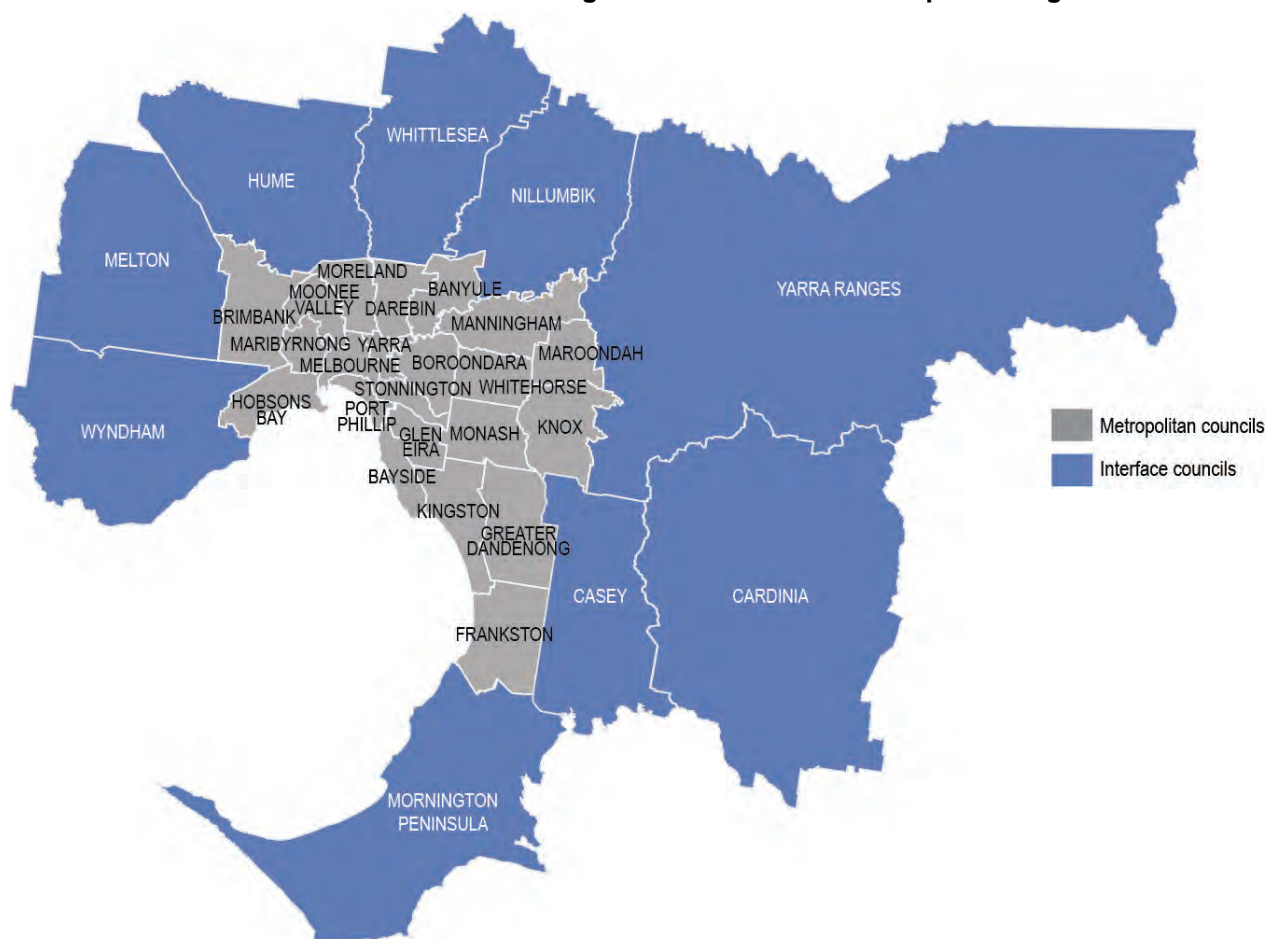 WHITTLESEA
HUME
NILLUMBIK
MELTON
MORELAND
MOONEE
VALLEY
BANYULE
DAREBIN
YARRA RANGES
BRIMBANK
MANNINGHAM
MARIBYRNONG
YARRA
MAROONDAH
MELBOURNE
BOROONDARA
STONNINGTON
WHITEHORSE
HOBSONS
BAY
PORT
PHILLIP
WYNDHAM
GLEN
EIRA
MONASH
KNOX
Metropolitan councils
Interface councils
BAYSIDE
KINGSTON
GREATER
DANDENONG
CASEY
CARDINIA
FRANKSTON
MORNINGTON
PENINSULA